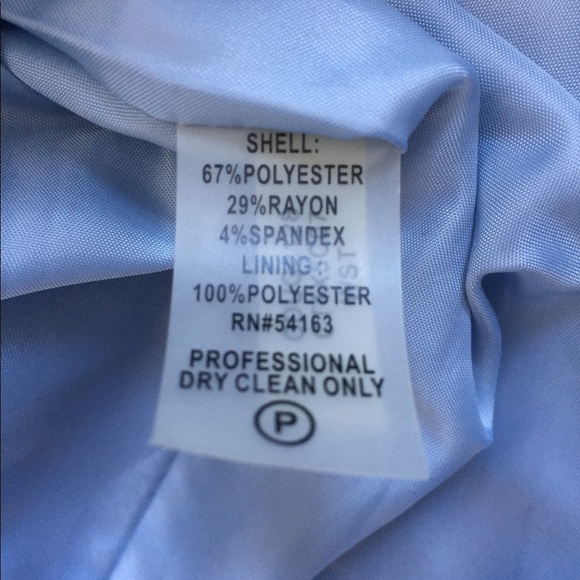 SHELL:
67%POLYESTER
29%RAYON
4%SPANDEX
LINING:
100%POLYESTER
RN#54163
PROFESSIONAL
DRY CLEAN ONLY
P